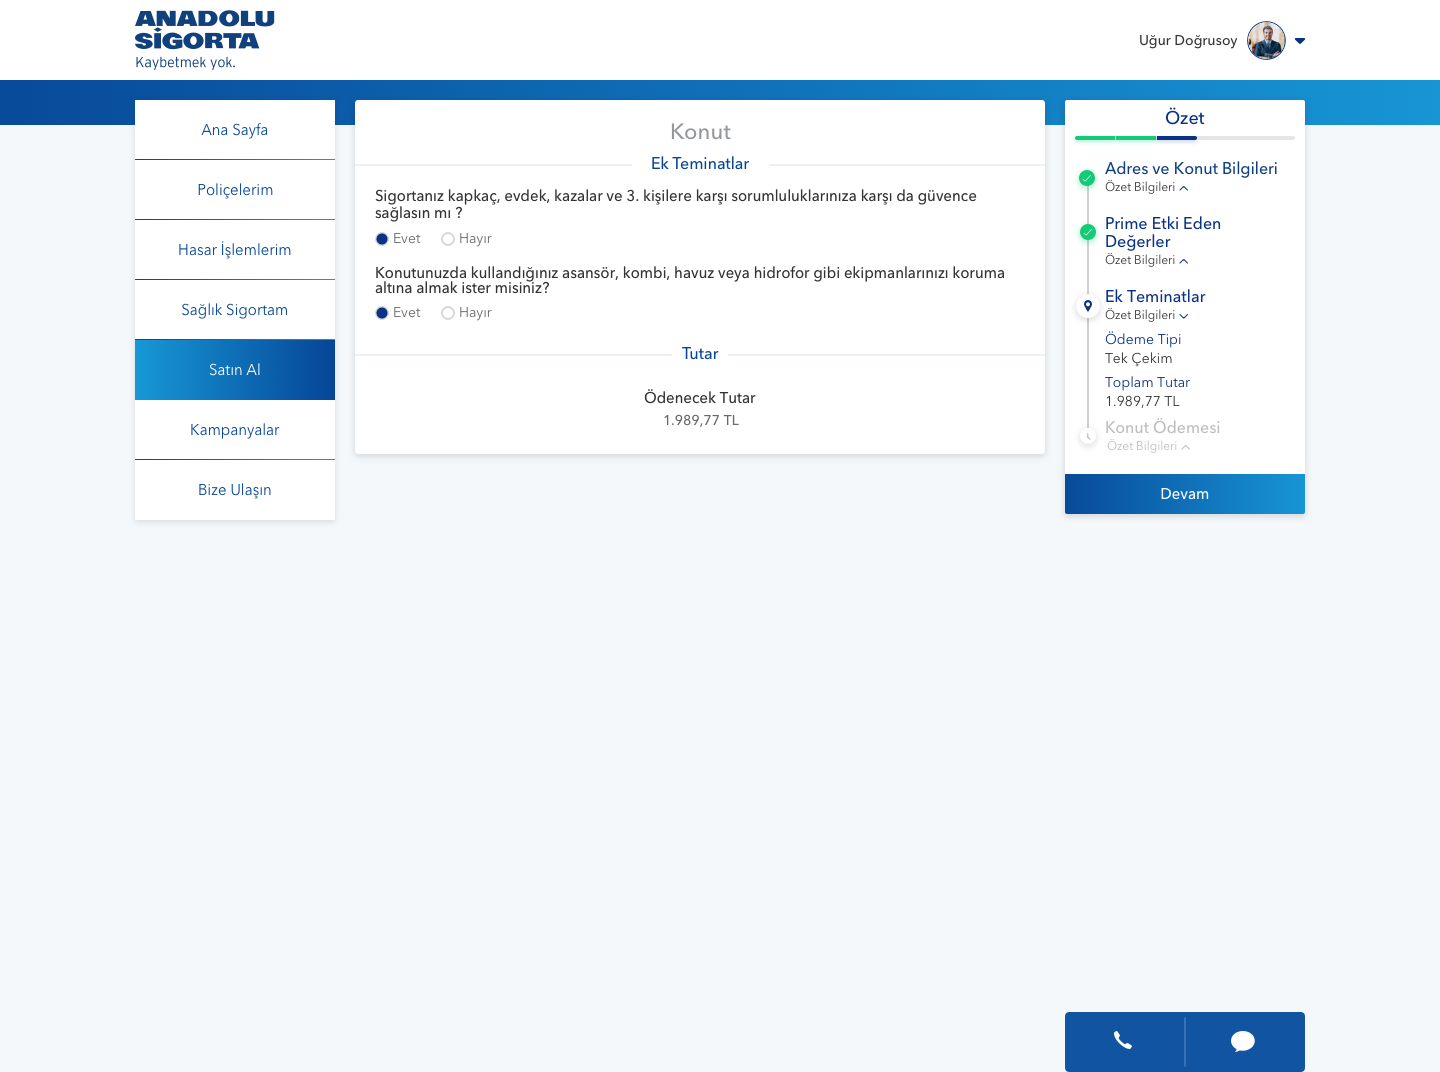 ANADOLU
SİGORTA
Kaybetmek yok.
Uğur Doğrusoy
Ana Sayfa
Poliçelerim
Hasar İşlemlerim
Sağlık Sigortam
Satın Al
Kampanyalar
Bize Ulaşın
Konut
Ek Teminatlar
Sigortanız kapkaç, evdek, kazalar ve 3. kişilere karşı sorumluluklarınıza karşı da güvence
sağlasın mı ?
Evet Hayır
Konutunuzda kullandığınız asansör, kombi, havuz veya hidrofor gibi ekipmanlarınızı koruma
altına almak ister misiniz?
Evet Hayır
Tutar
Ödenecek Tutar
1.989,77 TL
Özet
Adres ve Konut Bilgileri
Özet Bilgileri
Prime Etki Eden
Değerler
Özet Bilgileri
Ek Teminatlar
Özet Bilgileri
Ödeme Tipi
Tek Çekim
Toplam Tutar
1.989,77 TL
Konut Ödemesi
Özet Bilgileri
Devam